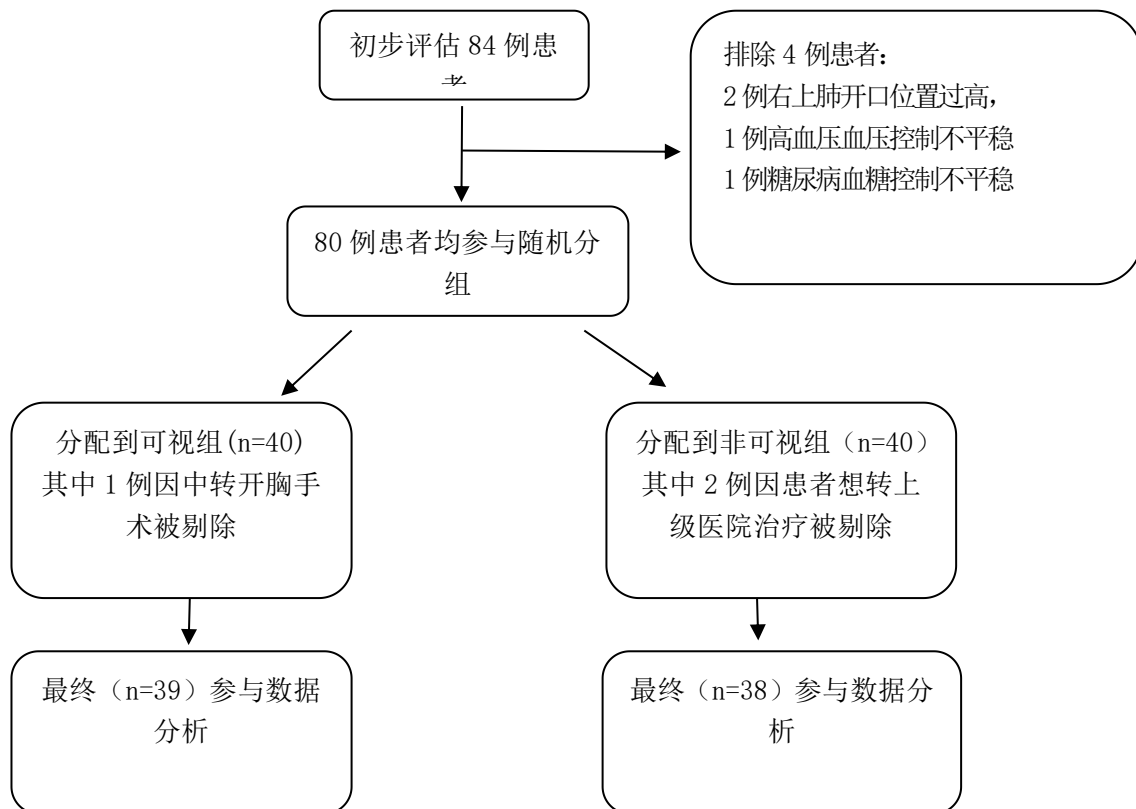 初步评估 84 例患
排除 4 例患者：
2 例右上肺开口位置过高，
1 例高血压血压控制不平稳
1 例糖尿病血糖控制不平稳
80 例患者均参与随机分
组
分配到可视组(n=40)
其中 1 例因中转开胸手
术被剔除
分配到非可视组（n=40）
其中 2 例因患者想转上
级医院治疗被剔除
最终（n=39）参与数据
分析
最终（n=38）参与数据分
析